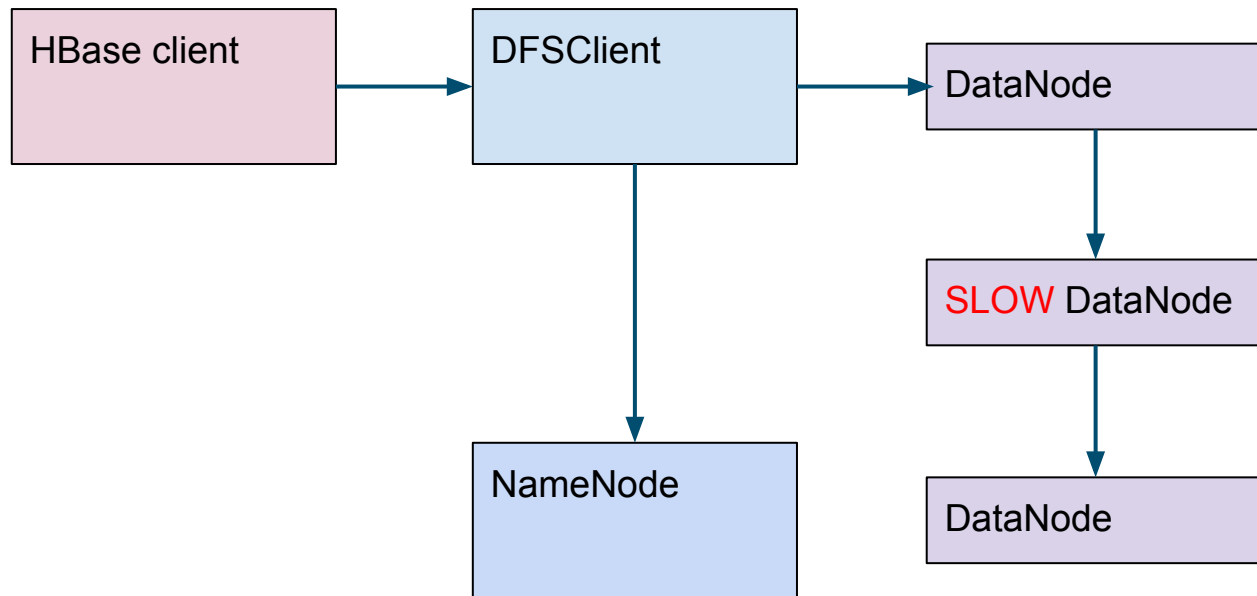 HBase client
DFSClient
DataNode
SLOW DataNode
NameNode
DataNode